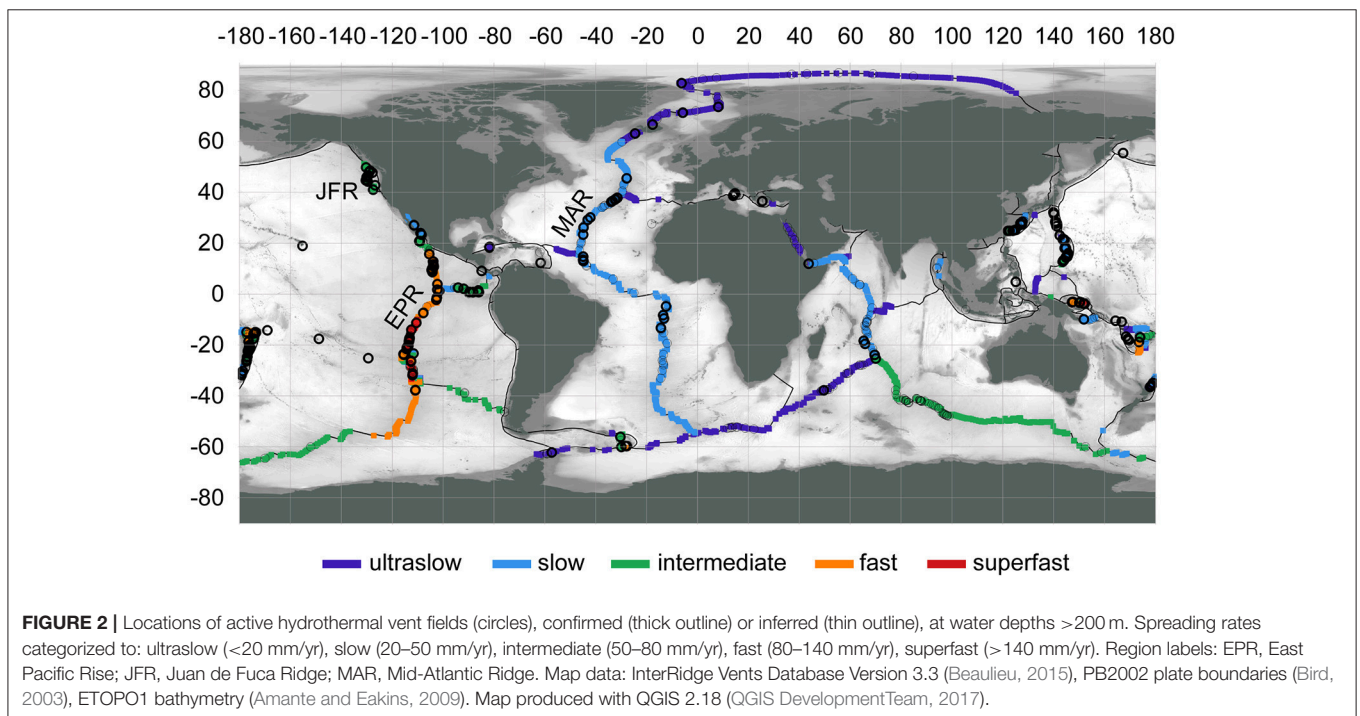 -180 -160 -140 -120 -100 -80 -60 -40 -20 0 20 40 60 80 100 120 140 160 180
80
60
40
20
0
-20
-40
-60
-80
JFR
MAR
EPR
ultraslow slow intermediate fast superfast
FIGURE 2 | Locations of active hydrothermal vent fields (circles), confirmed (thick outline) or inferred (thin outline), at water depths >200 m. Spreading rates
categorized to: ultraslow (<20 mm/yr), slow (20–50 mm/yr), intermediate (50–80 mm/yr), fast (80–140 mm/yr), superfast (>140 mm/yr). Region labels: EPR, East
Pacific Rise; JFR, Juan de Fuca Ridge; MAR, Mid-Atlantic Ridge. Map data: InterRidge Vents Database Version 3.3 (Beaulieu, 2015), PB2002 plate boundaries (Bird,
2003), ETOPO1 bathymetry (Amante and Eakins, 2009). Map produced with QGIS 2.18 (QGIS DevelopmentTeam, 2017).